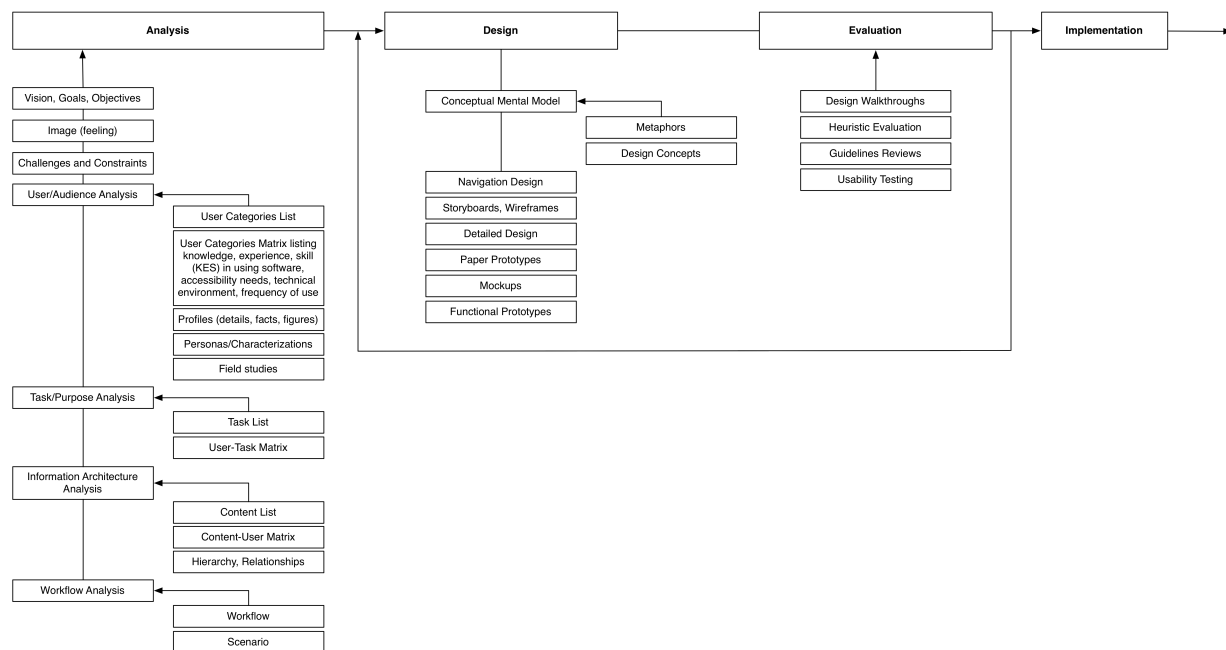 Analysis
Design
Evaluation
Implementation
Vision, Goals, Objectives
Image (feeling)
Challenges and Constraints
User/Audience Analysis
User Categories List
User Categories Matrix listing
knowledge, experience, skill
(KES) in using software,
accessibility needs, technical
environment, frequency of use
Profiles (details, facts, figures)
Personas/Characterizations
Field studies
Task/Purpose Analysis
Task List
User-Task Matrix
Information Architecture
Analysis
Content List
Content-User Matrix
Hierarchy, Relationships
Workflow Analysis
Workflow
Scenario
Conceptual Mental Model
Metaphors
Design Concepts
Navigation Design
Storyboards, Wireframes
Detailed Design
Paper Prototypes
Mockups
Functional Prototypes
Design Walkthroughs
Heuristic Evaluation
Guidelines Reviews
Usability Testing